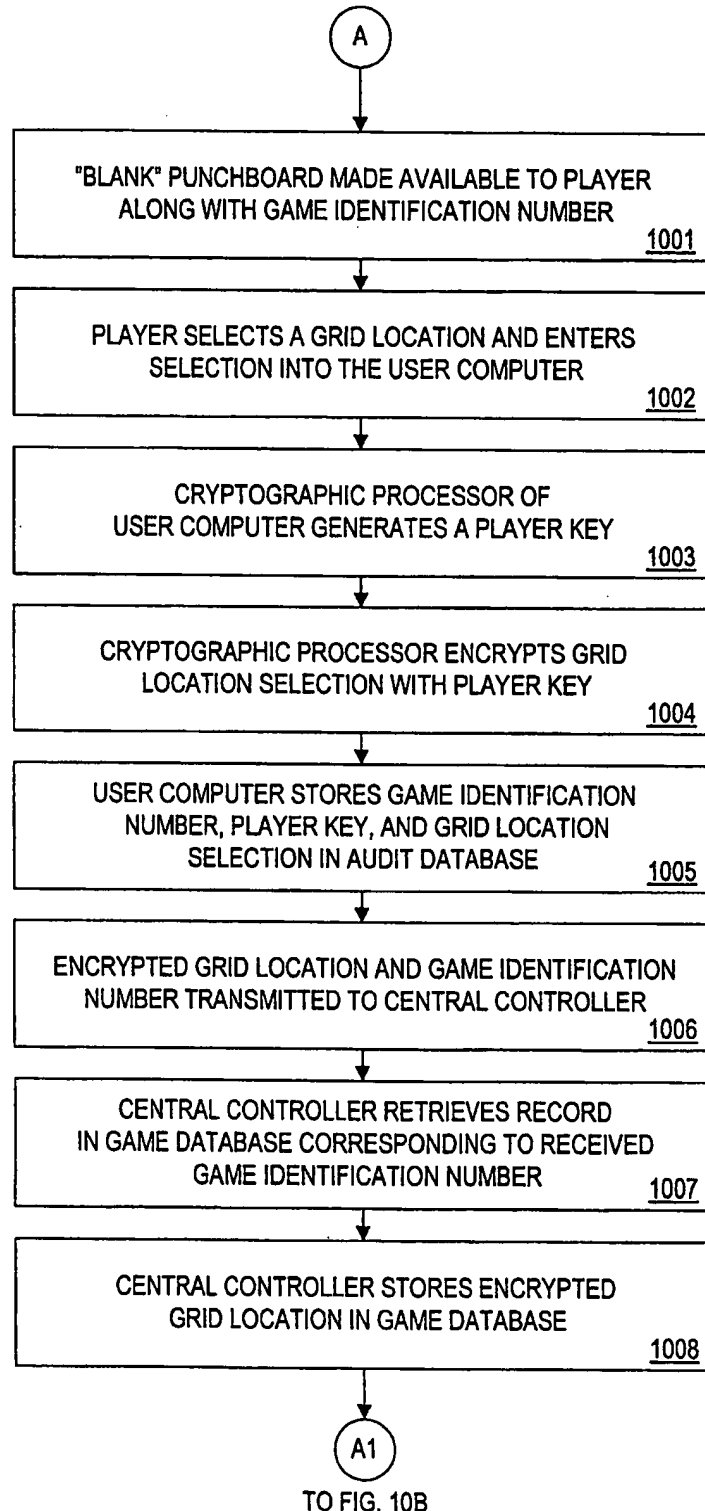 A
"BLANK" PUNCHBOARD MADE AVAILABLE TO PLAYER
ALONG WITH GAME IDENTIFICATION NUMBER
1001
PLAYER SELECTS A GRID LOCATION AND ENTERS
SELECTION INTO THE USER COMPUTER
1002
CRYPTOGRAPHIC PROCESSOR OF
USER COMPUTER GENERATES A PLAYER KEY
1003
CRYPTOGRAPHIC PROCESSOR ENCRYPTS GRID
LOCATION SELECTION WITH PLAYER KEY
1004
USER COMPUTER STORES GAME IDENTIFICATION
NUMBER, PLAYER KEY, AND GRID LOCATION
SELECTION IN AUDIT DATABASE
1005
ENCRYPTED GRID LOCATION AND GAME IDENTIFICATION
NUMBER TRANSMITTED TO CENTRAL CONTROLLER
1006
CENTRAL CONTROLLER RETRIEVES RECORD
IN GAME DATABASE CORRESPONDING TO RECEIVED
GAME IDENTIFICATION NUMBER
1007
CENTRAL CONTROLLER STORES ENCRYPTED
GRID LOCATION IN GAME DATABASE
1008
A1
TO FIG. 10B